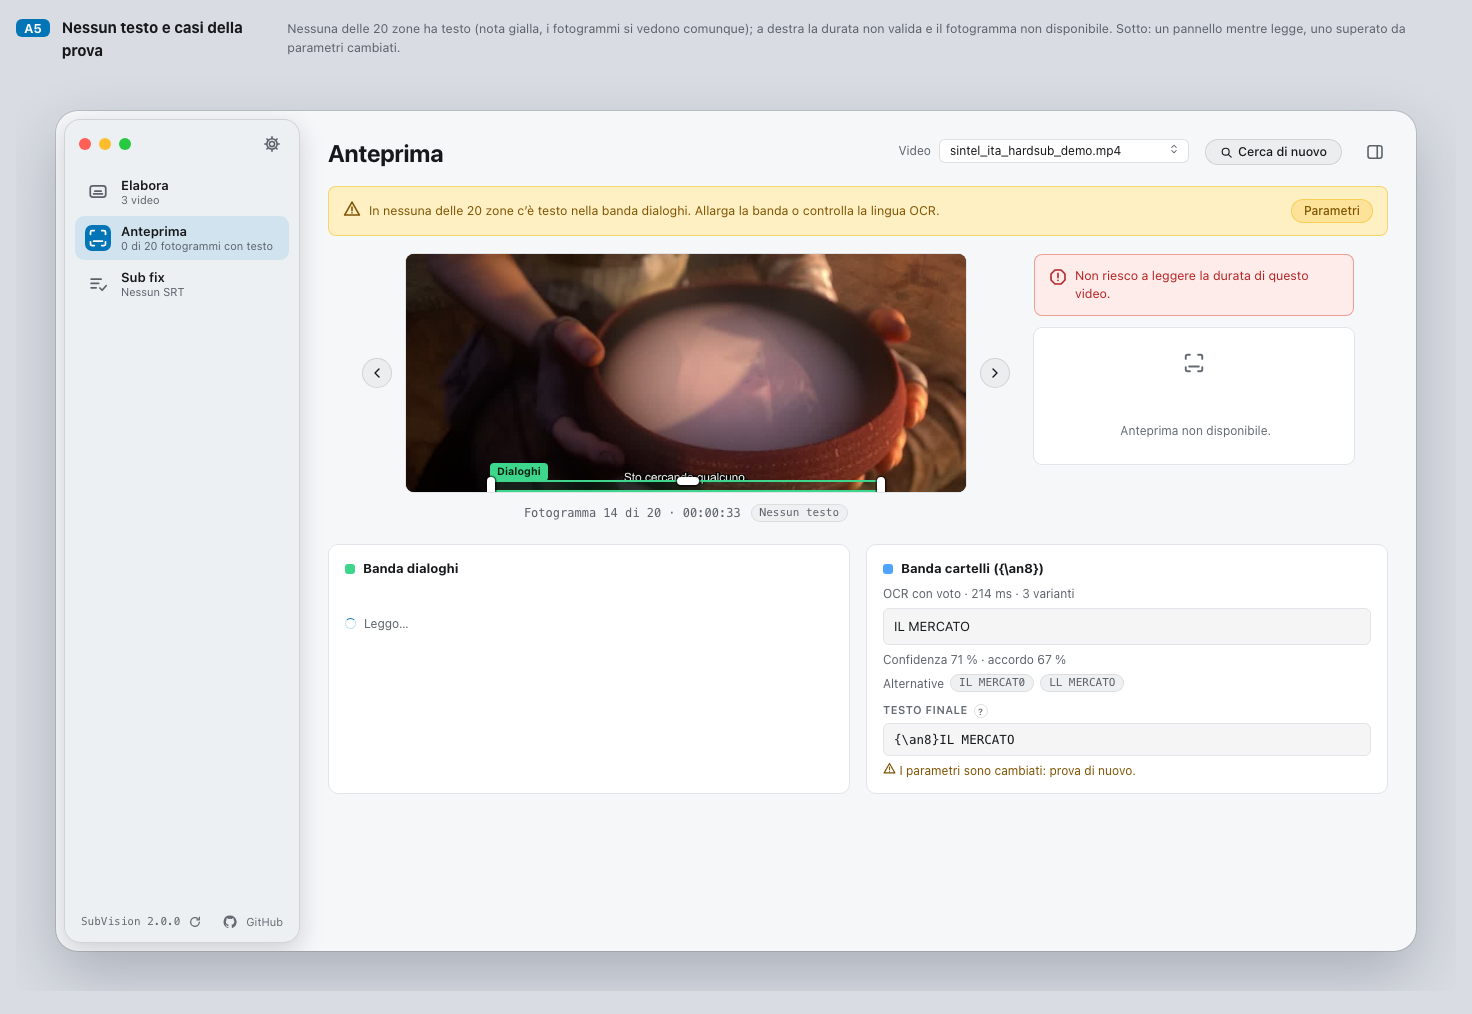 A5
Nessun testo e casi della
prova
Nessuna delle 20 zone ha testo (nota gialla, i fotogrammi si vedono comunque); a destra la durata non valida e il fotogramma non disponibile. Sotto: un pannello mentre legge, uno superato da
parametri cambiati.
Elabora
3 video
Anteprima
0 di 20 fotogrammi con testo
Sub fix
Nessun SRT
SubVision 2.0.0
GitHub
Anteprima
Video
sintel_ita_hardsub_demo.mp4
Cerca di nuovo
In nessuna delle 20 zone c'è testo nella banda dialoghi. Allarga la banda o controlla la lingua OCR.
Parametri
Dialoghi
Sto cercando qualcuno
Fotogramma 14 di 20 · 00:00:33
Nessun testo
Non riesco a leggere la durata di questo
video.
Anteprima non disponibile.
Banda dialoghi
Leggo…
Banda cartelli ({\an8})
OCR con voto · 214 ms · 3 varianti
IL MERCATO
Confidenza 71 % · accordo 67 %
Alternative
IL MERCAT0
LL MERCATO
TESTO FINALE ?
{\an8}IL MERCATO
I parametri sono cambiati: prova di nuovo.